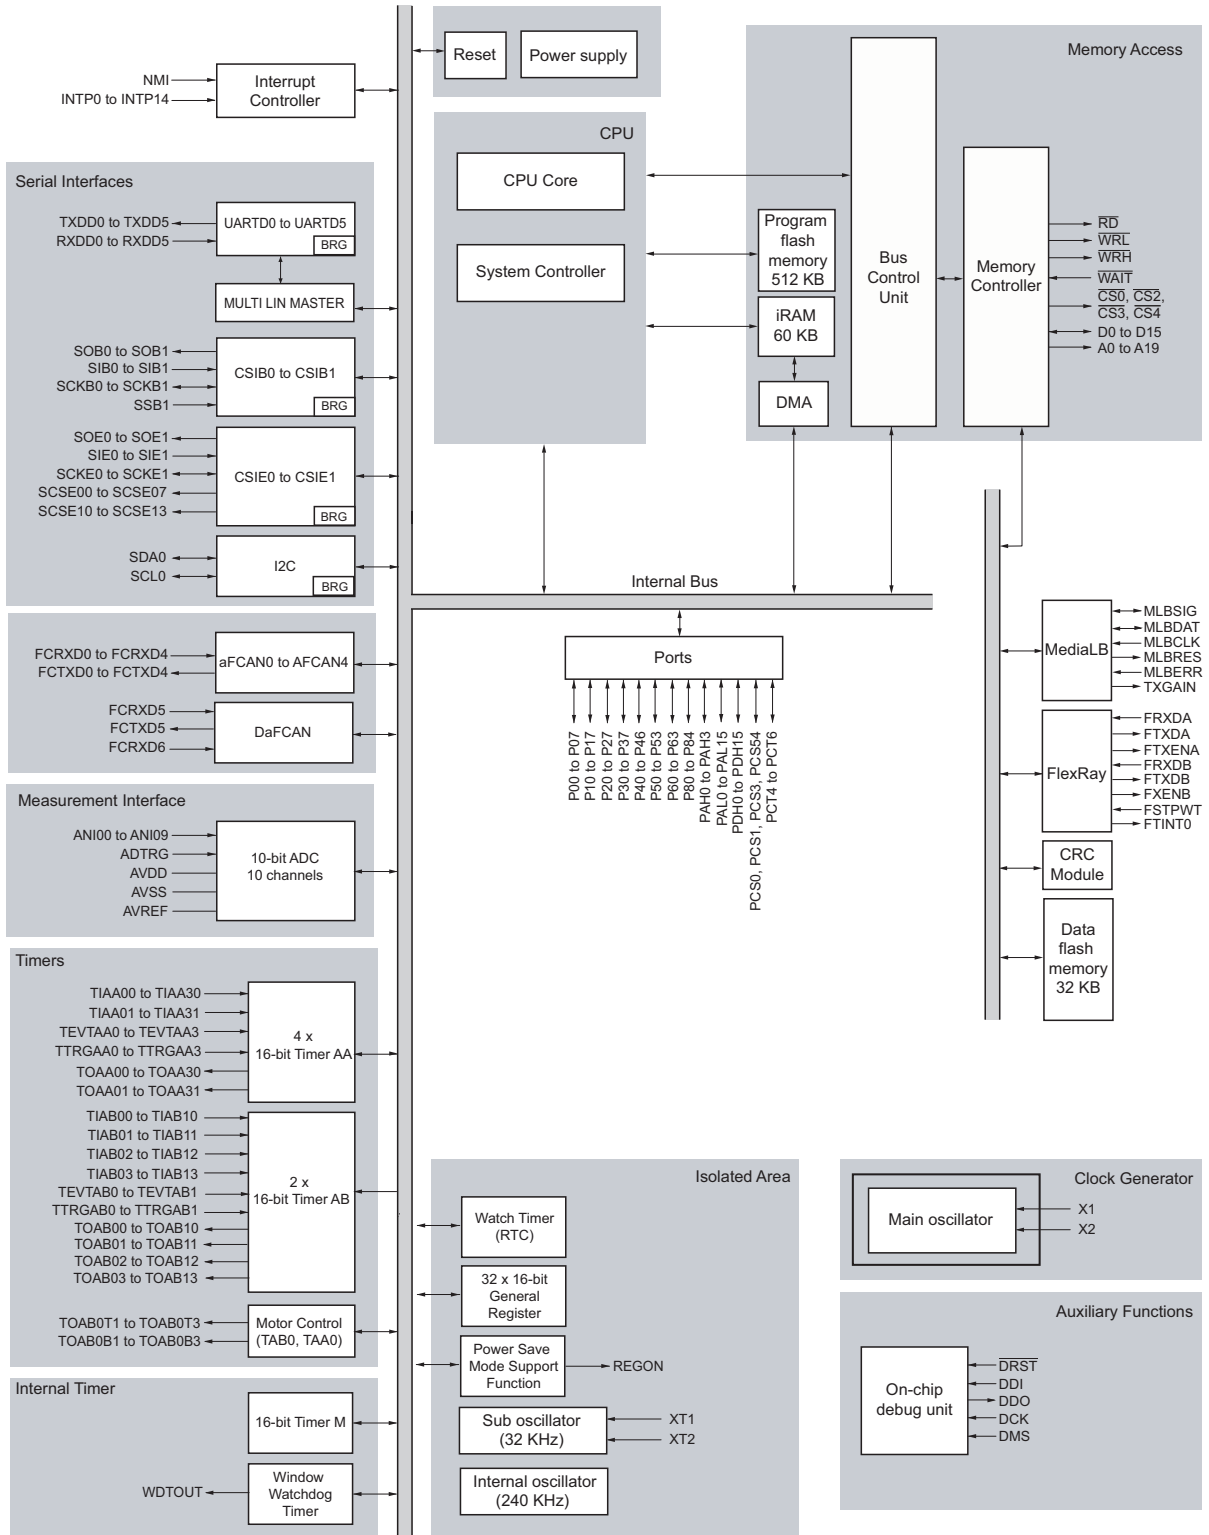 Reset
Power supply
NMI
INTP0 to INTP14
Interrupt
Controller
Serial Interfaces
TXDD0 to TXDD5
RXDD0 to RXDD5
UARTD0 to UARTD5
BRG
MULTI LIN MASTER
SOB0 to SOB1
SIB0 to SIB1
SCKB0 to SCKB1
SSB1
CSIB0 to CSIB1
BRG
SOE0 to SOE1
SIE0 to SIE1
SCKE0 to SCKE1
SCSE00 to SCSE07
SCSE10 to SCSE13
CSIE0 to CSIE1
BRG
SDA0
SCL0
I2C
BRG
FCRXD0 to FCRXD4
FCTXD0 to FCTXD4
aFCAN0 to AFCAN4
FCRXD5
FCTXD5
FCRXD6
DaFCAN
Measurement Interface
ANI00 to ANI09
ADTRG
AVDD
AVSS
AVREF
10-bit ADC
10 channels
Timers
TIAA00 to TIAA30
TIAA01 to TIAA31
TEVTAA0 to TEVTAA3
TTRGAA0 to TTRGAA3
TOAA00 to TOAA30
TOAA01 to TOAA31
4 x
16-bit Timer AA
TIAB00 to TIAB10
TIAB01 to TIAB11
TIAB02 to TIAB12
TIAB03 to TIAB13
TEVTAB0 to TEVTAB1
TTRGAB0 to TTRGAB1
TOAB00 to TOAB10
TOAB01 to TOAB11
TOAB02 to TOAB12
TOAB03 to TOAB13
2 x
16-bit Timer AB
TOAB0T1 to TOAB0T3
TOAB0B1 to TOAB0B3
Motor Control
(TAB0, TAA0)
Internal Timer
16-bit Timer M
WDTOUT
Window
Watchdog
Timer
CPU
CPU Core
System Controller
Memory Access
Program
flash
memory
512 KB
iRAM
60 KB
DMA
Bus
Control
Unit
Memory
Controller
RD
WRL
WRH
WAIT
CS0, CS2,
CS3, CS4
D0 to D15
A0 to A19
Internal Bus
Ports
P00 to P07
P10 to P17
P20 to P27
P30 to P37
P40 to P46
P50 to P53
P60 to P63
P80 to P84
PAH0 to PAH3
PAL0 to PAL15
PDH0 to PDH15
PCS0, PCS1, PCS3, PCS54
PCT4 to PCT6
MediaLB
MLBSIG
MLBDAT
MLBCLK
MLBRES
MLBERR
TXGAIN
FlexRay
FRXDA
FTXDA
FTXENA
FRXDB
FTXDB
FXENB
FSTPWT
FTINT0
CRC
Module
Data
flash
memory
32 KB
Isolated Area
Watch Timer
(RTC)
32 x 16-bit
General
Register
Power Save
Mode Support
Function
REGON
Sub oscillator
(32 KHz)
XT1
XT2
Internal oscillator
(240 KHz)
Clock Generator
Main oscillator
X1
X2
Auxiliary Functions
On-chip
debug unit
DRST
DDI
DDO
DCK
DMS